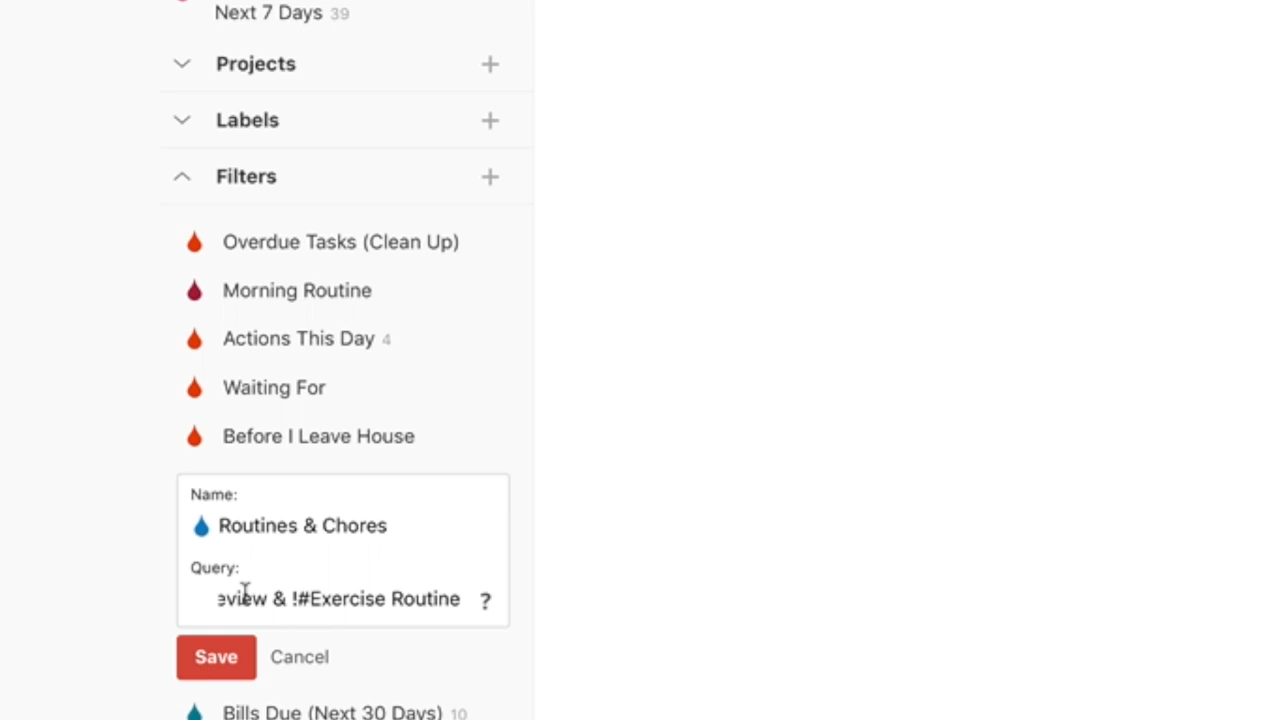 Next 7 Days 39
Projects
Labels
Filters
Overdue Tasks (Clean Up)
Morning Routine
Actions This Day 4
Waiting For
Before I Leave House
Name:
Routines & Chores
Query:
eview & !#Exercise Routine ?
Save Cancel
Bills Due (Next 30 Days) 10